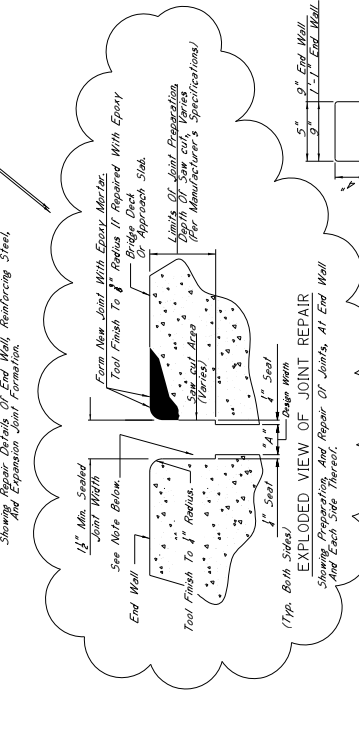 Showing Repair Details Of End Wall, Reinforcing Steel,
And Expansion Joint Formation.
Form New Joint With Epoxy Mortar.
Tool Finish To Radius If Repaired With Epoxy
Bridge Deck
Or Approach Slab.
Limits Of Joint Preparation,
Depth Of Saw cut, Varies
(Per Manufacturer's Specifications)
1½" Min. Sealed
Joint Width
See Note Below.
End Wall
Tool Finish To ¼" Radius.
Saw cut Area
(Varies)
¼" Seat
"A"
Design Width
¼" Seat
(Typ. Both Sides)
EXPLODED VIEW OF JOINT REPAIR
Showing Preparation, And Repair Of Joints, At End Wall
And Each Side Thereof.
5" 9" End Wall
9" 1'-1" End Wall
"A"